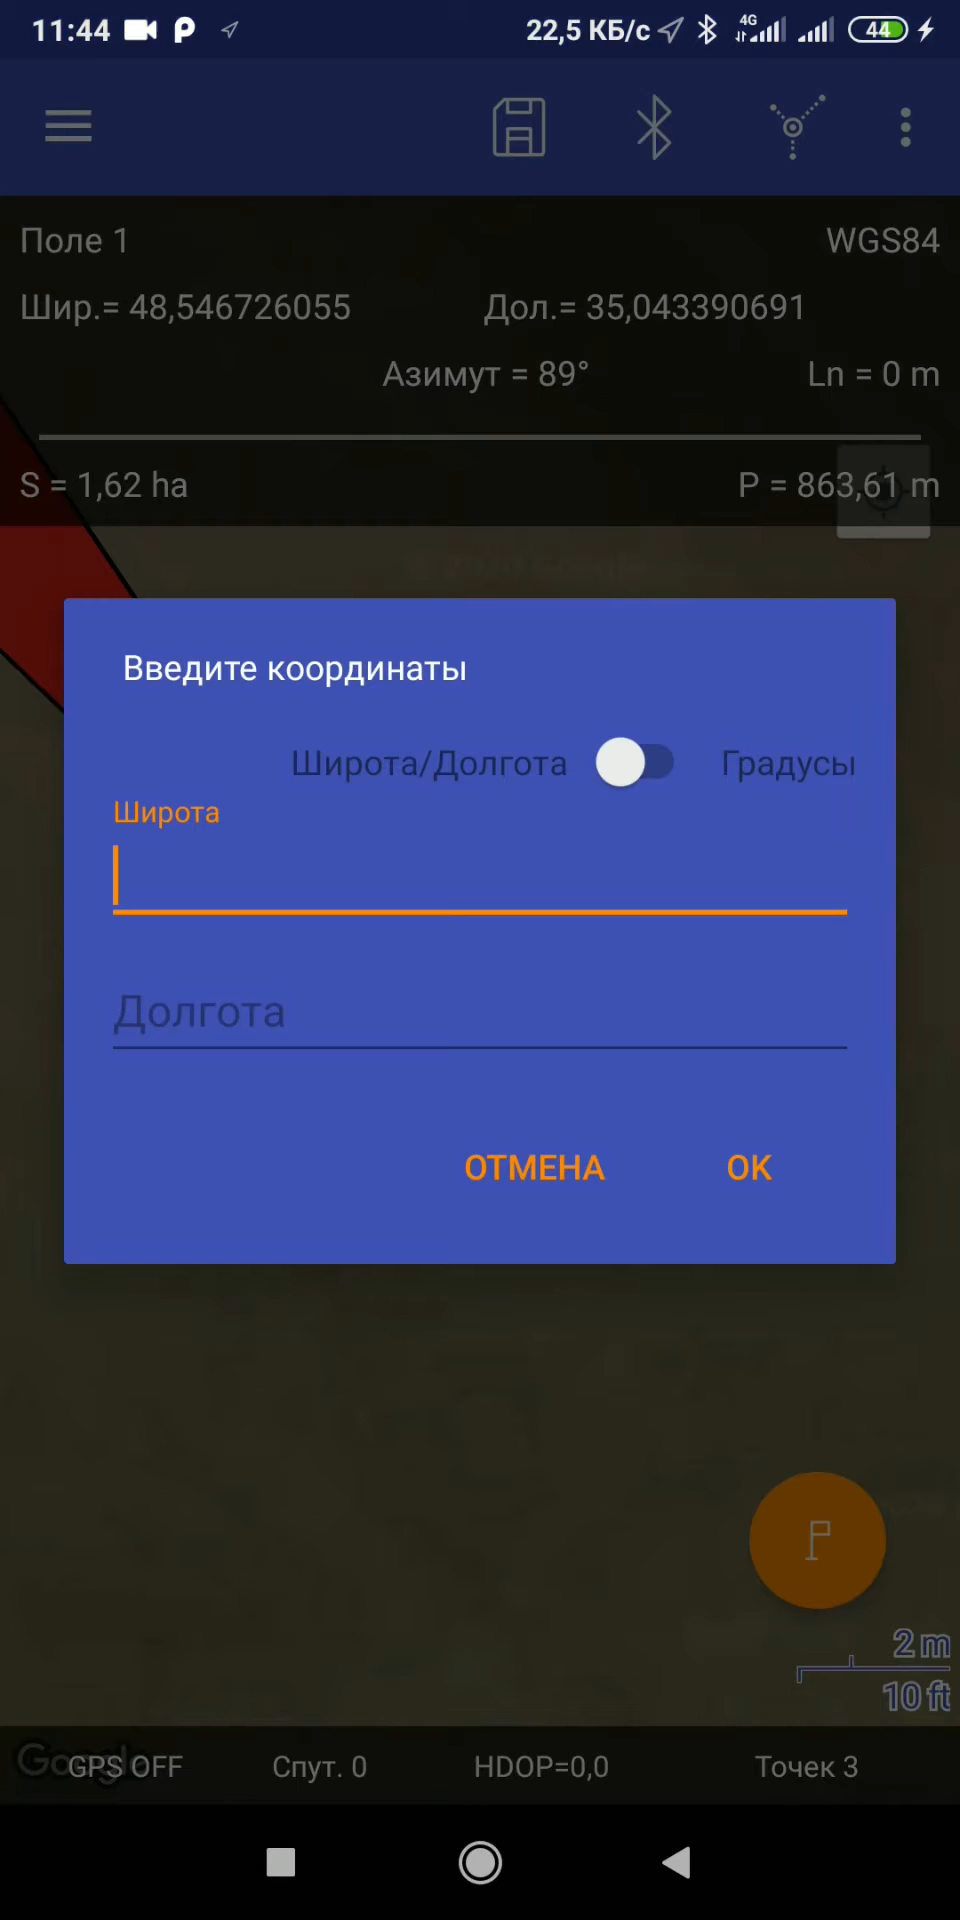 11:44 22,5 КБ/с 4G 44
Поле 1 WGS84
Шир.= 48,546726055 Дол.= 35,043390691
Азимут = 89° Ln = 0 m
S = 1,62 ha P = 863,61 m
Введите координаты
Широта/Долгота Градусы
Широта
Долгота
ОТМЕНА OK
2 m
10 ft
Google
GPS OFF Спут. 0 HDOP=0,0 Точек 3